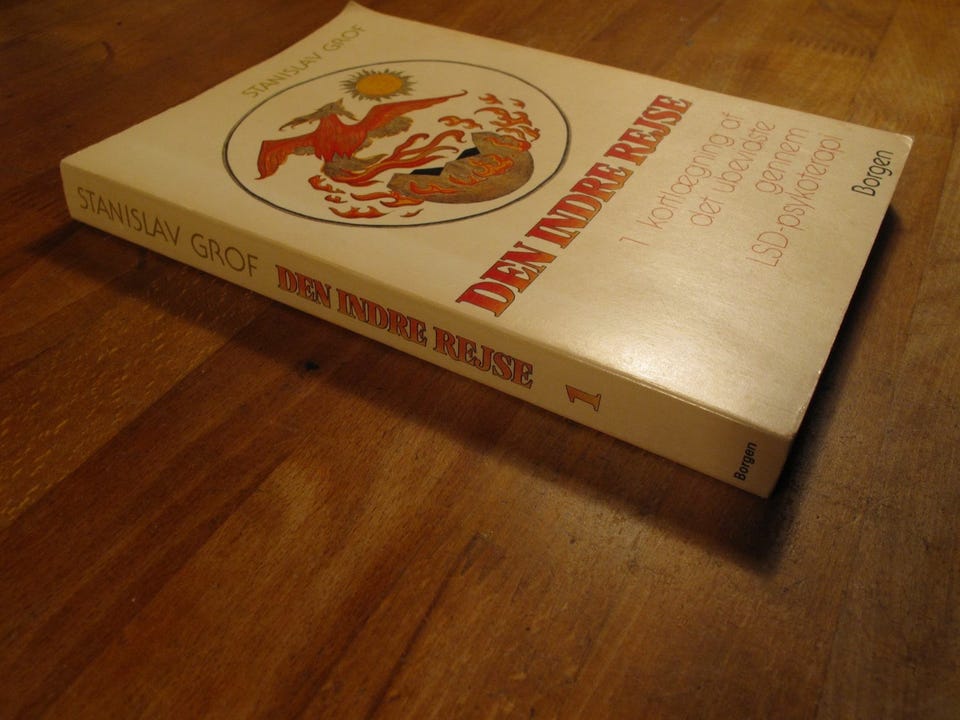 STANISLAV GROF
DEN INDRE REJSE
1 kortlægning af
det ubevidste
gennem
LSD-psykoterapi
Borgen
STANISLAV GROF DEN INDRE REJSE 1 Borgen